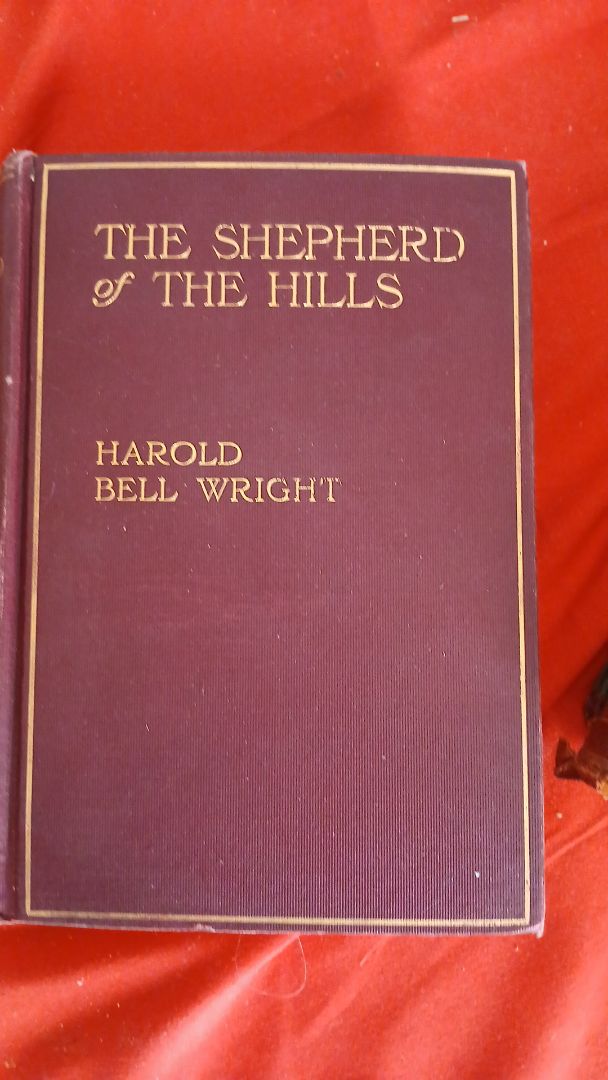 THE SHEPHERD
of THE HILLS
HAROLD
BELL WRIGHT